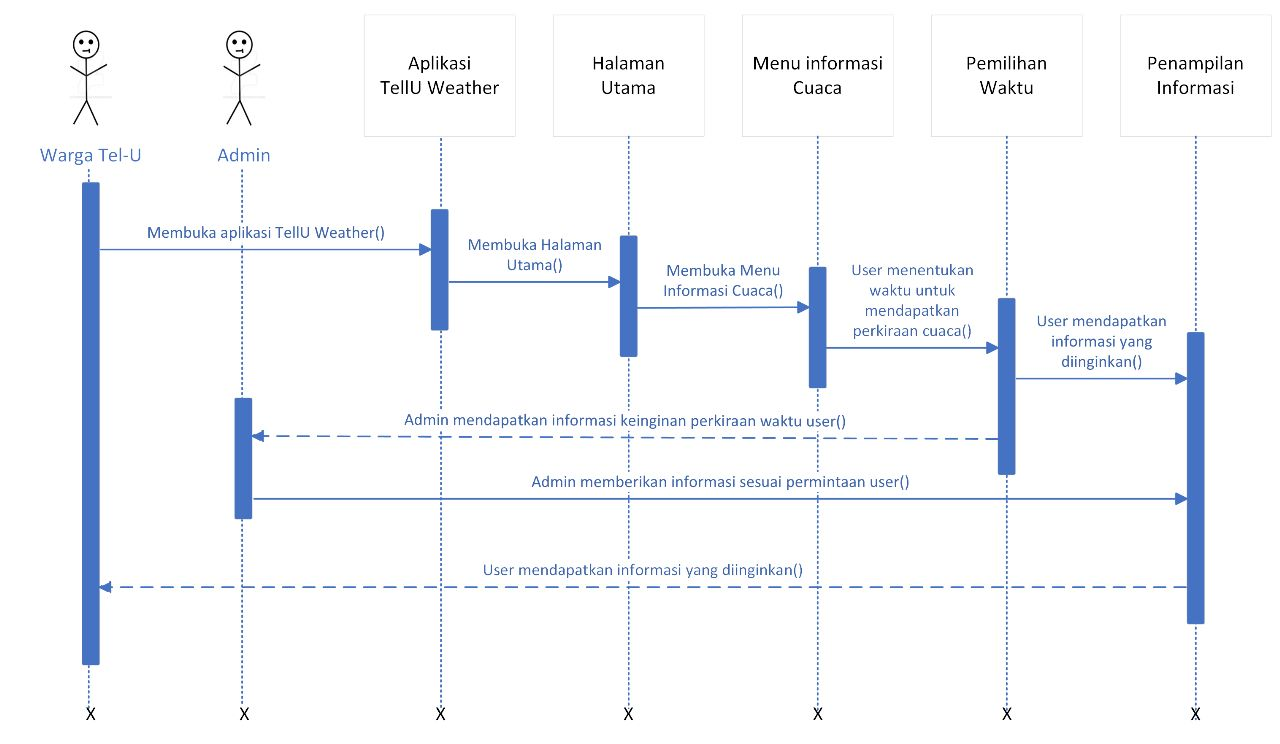 Aplikasi
TellU Weather
Halaman
Utama
Menu informasi
Cuaca
Pemilihan
Waktu
Penampilan
Informasi
Warga Tel-U
Admin
Membuka aplikasi TellU Weather()
Membuka Halaman
Utama()
Membuka Menu
Informasi Cuaca()
User menentukan
waktu untuk
mendapatkan
perkiraan cuaca()
User mendapatkan
informasi yang
diinginkan()
Admin mendapatkan informasi keinginan perkiraan waktu user()
Admin memberikan informasi sesuai permintaan user()
User mendapatkan informasi yang diinginkan()
X X X X X X X